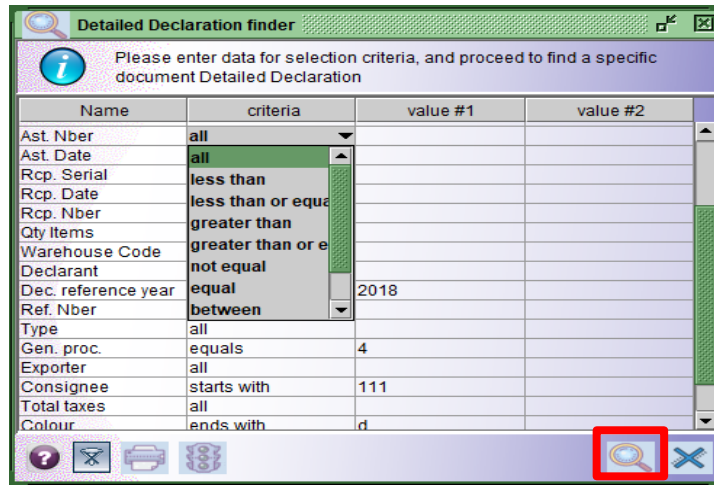 Detailed Declaration finder
Please enter data for selection criteria, and proceed to find a specific
document Detailed Declaration
Name criteria value #1 value #2
Ast. Nber all
Ast. Date all
Rcp. Serial less than
Rcp. Date less than or equa
Rcp. Nber greater than
Qty Items greater than or e
Warehouse Code not equal
Declarant equal
Dec. reference year between 2018
Ref. Nber
Type all
Gen. proc. equals 4
Exporter all
Consignee starts with 111
Total taxes all
Colour ends with d